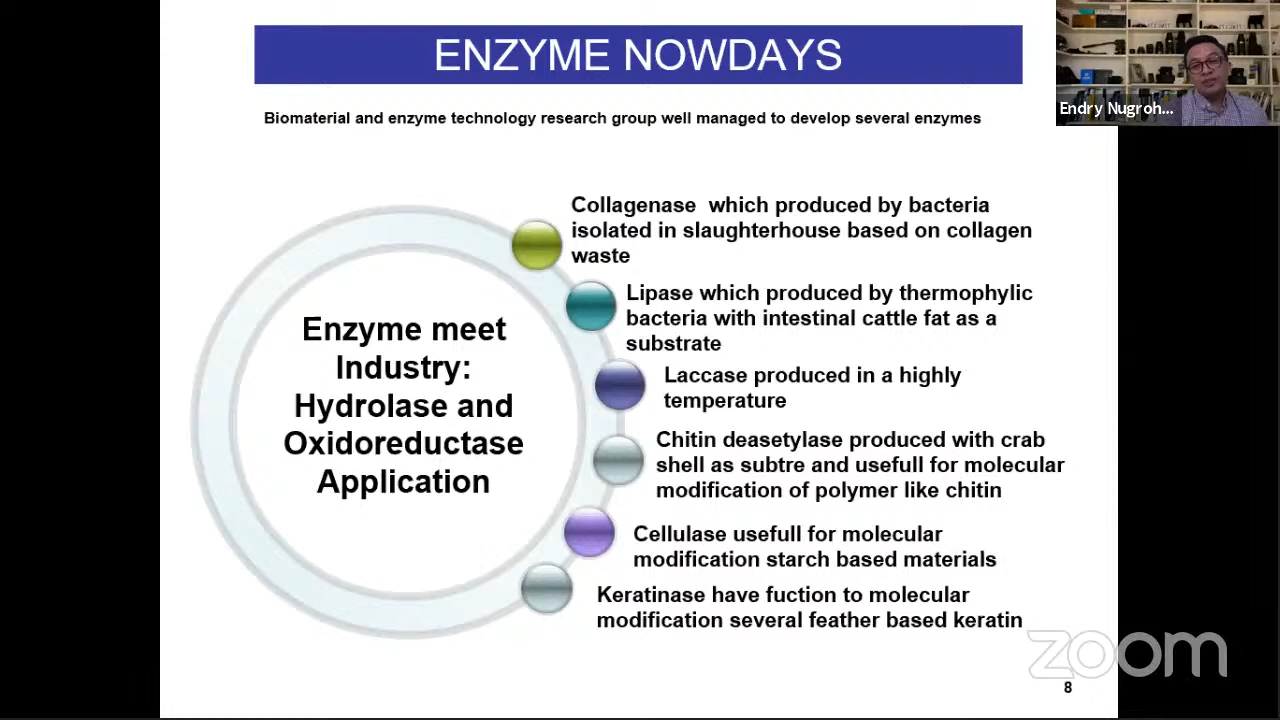 ENZYME NOWDAYS
Endry Nugroh...
Biomaterial and enzyme technology research group well managed to develop several enzymes
Enzyme meet
Industry:
Hydrolase and
Oxidoreductase
Application
Collagenase which produced by bacteria
isolated in slaughterhouse based on collagen
waste
Lipase which produced by thermophylic
bacteria with intestinal cattle fat as a
substrate
Laccase produced in a highly
temperature
Chitin deasetylase produced with crab
shell as subtre and usefull for molecular
modification of polymer like chitin
Cellulase usefull for molecular
modification starch based materials
Keratinase have fuction to molecular
modification several feather based keratin
zoom
8